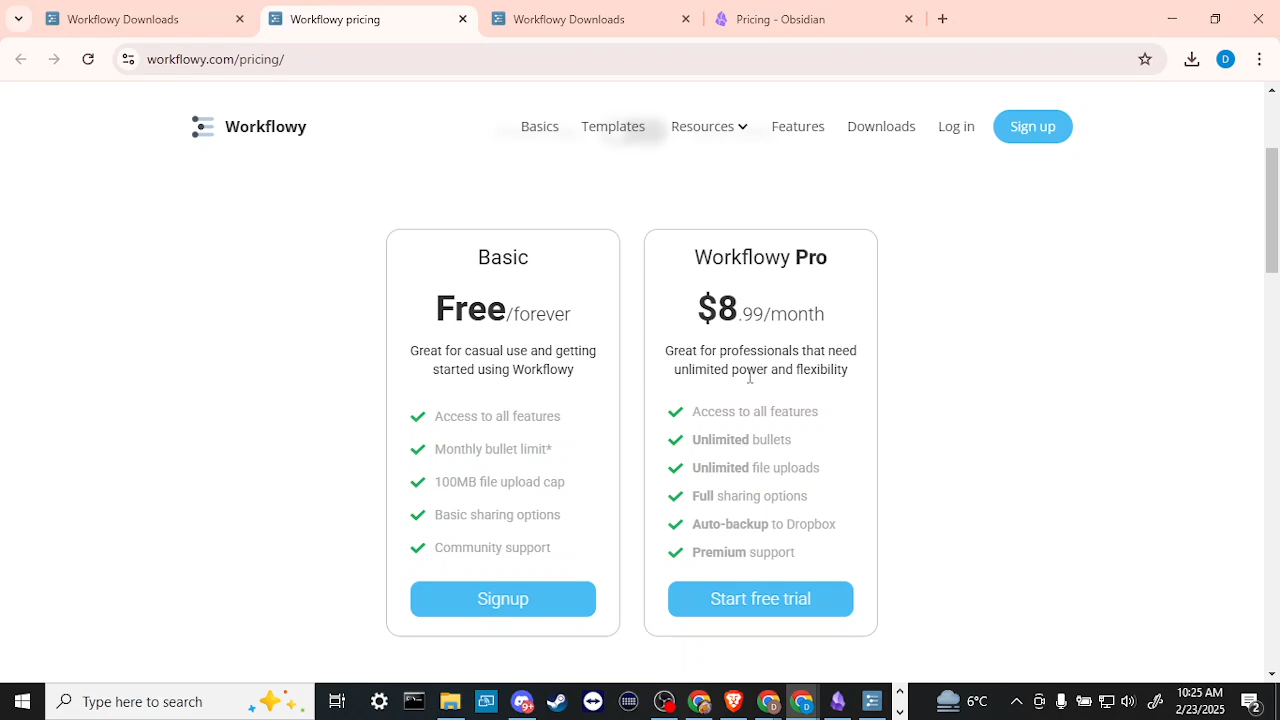 Workflowy Downloads
Workflowy pricing
Workflowy Downloads
Pricing - Obsidian
workflowy.com/pricing/
D
Workflowy
Basics
Templates
Resources
Features
Downloads
Log in
Sign up
Basic
Free/forever
Great for casual use and getting
started using Workflowy
Access to all features
Monthly bullet limit*
100MB file upload cap
Basic sharing options
Community support
Signup
Workflowy Pro
$8.99/month
Great for professionals that need
unlimited power and flexibility
Access to all features
Unlimited bullets
Unlimited file uploads
Full sharing options
Auto-backup to Dropbox
Premium support
Start free trial
Type here to search
6°C
10:25 AM
2/23/2025
2